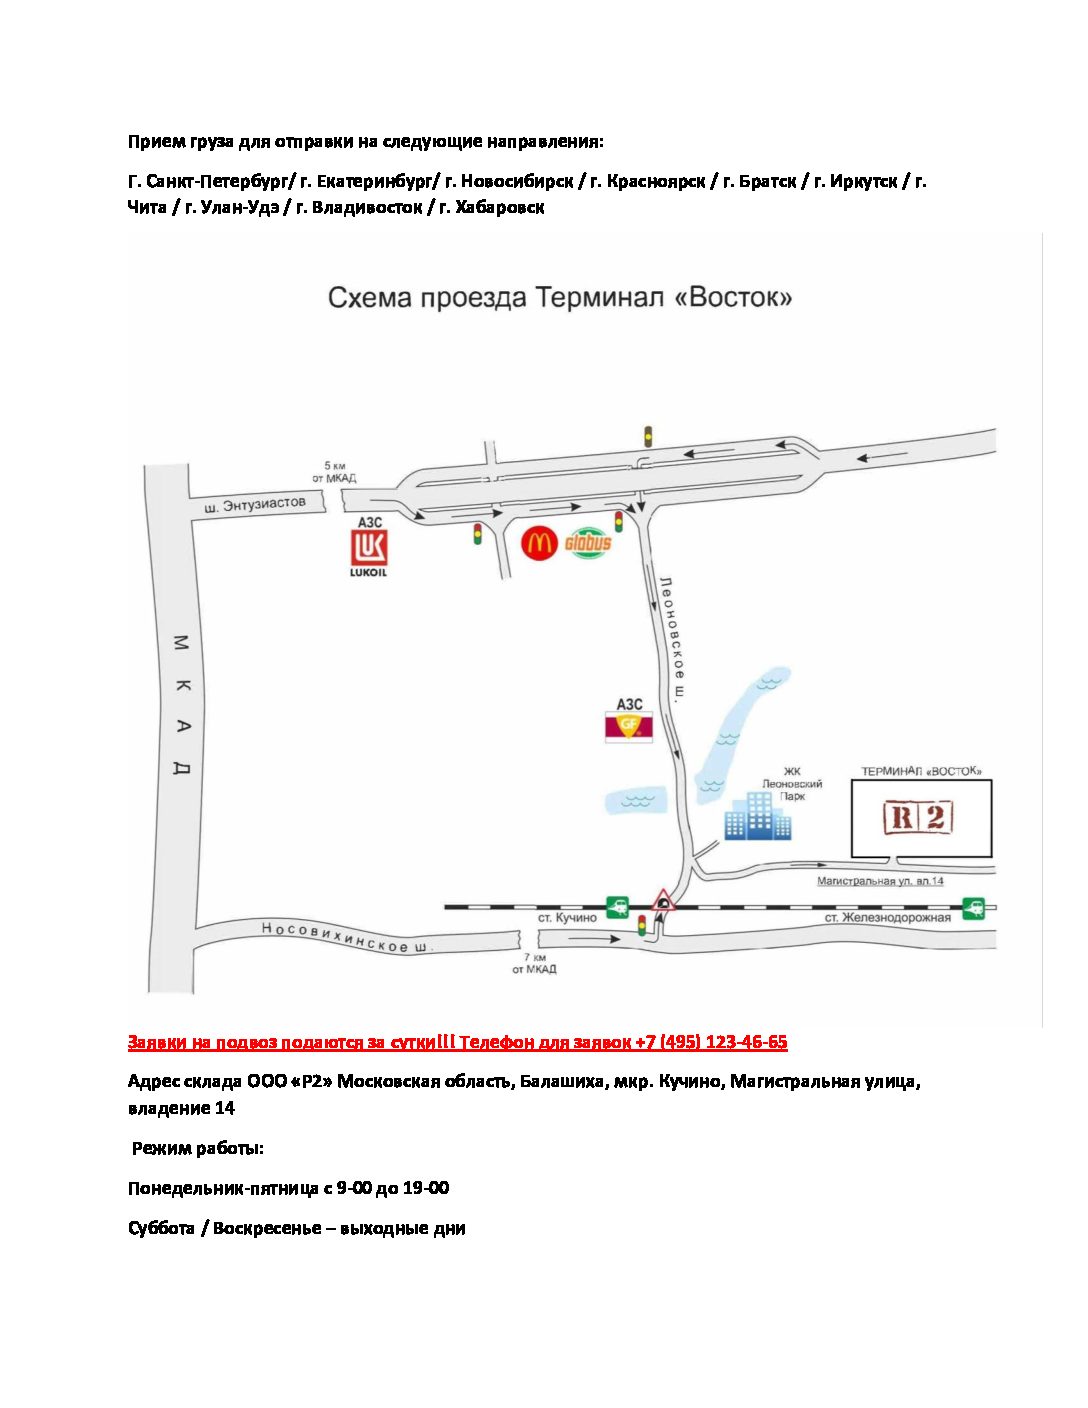 Прием груза для отправки на следующие направления:
Г. Санкт-Петербург/ г. Екатеринбург/ г. Новосибирск / г. Красноярск / г. Братск / г. Иркутск / г.
Чита / г. Улан-Удэ / г. Владивосток / г. Хабаровск
Схема проезда Терминал «Восток»
5 км
от МКАД
ш. Энтузиастов
АЗС
LUK
LUKOIL
globus
Леоновское ш.
МКАД
АЗС
GF
ЖК
Леоновский
Парк
ТЕРМИНАЛ «ВОСТОК»
R 2
Магистральная ул. вл.14
ст. Кучино
ст. Железнодорожная
Носовихинское ш.
7 км
от МКАД
Заявки на подвоз подаются за сутки!!! Телефон для заявок +7 (495) 123-46-65
Адрес склада ООО «Р2» Московская область, Балашиха, мкр. Кучино, Магистральная улица,
владение 14
Режим работы:
Понедельник-пятница с 9-00 до 19-00
Суббота / Воскресенье – выходные дни